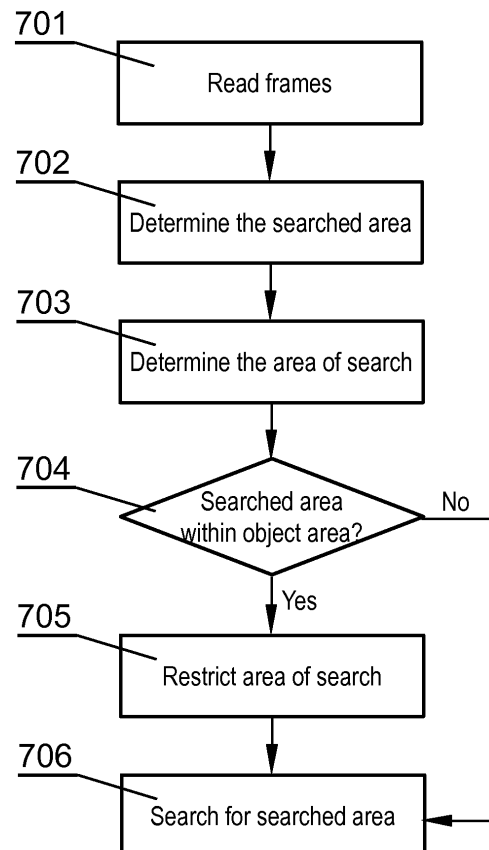 701
Read frames
702
Determine the searched area
703
Determine the area of search
704
Searched area
within object area?
No
Yes
705
Restrict area of search
706
Search for searched area